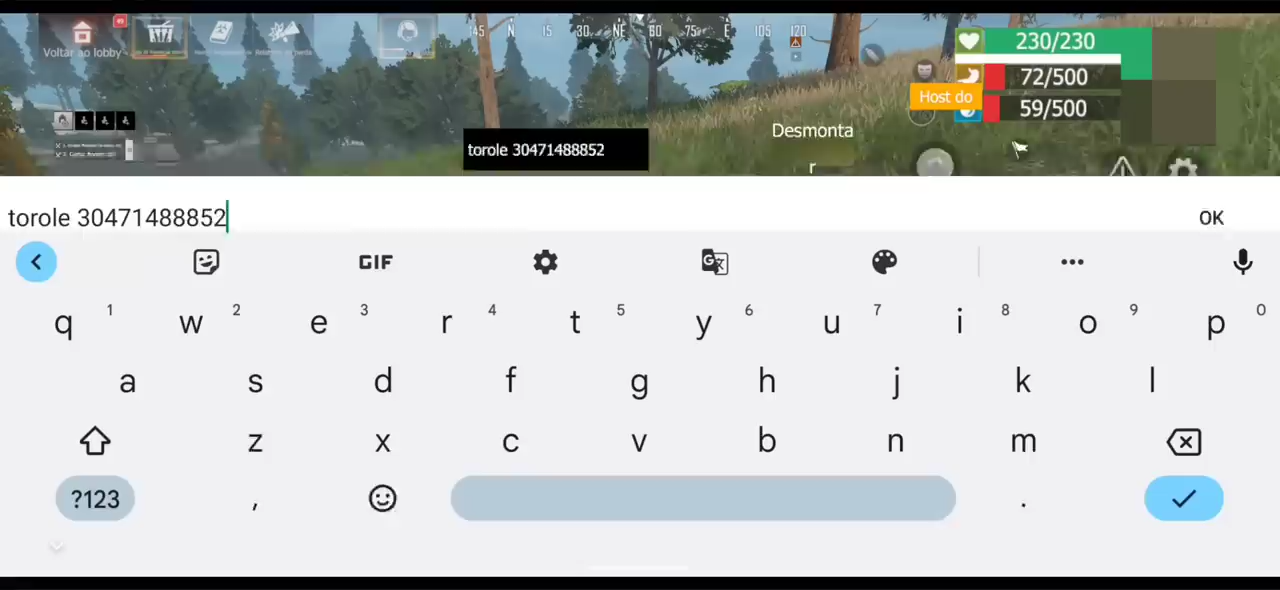 Voltar ao lobby
145 N 15 30 NE 60 75 E 105 120
230/230
72/500
Host do
59/500
Desmonta
r
torole 30471488852
torole 30471488852
OK
GIF
q 1 w 2 e 3 r 4 t 5 y 6 u 7 i 8 o 9 p 0
a s d f g h j k l
z x c v b n m
?123 , .